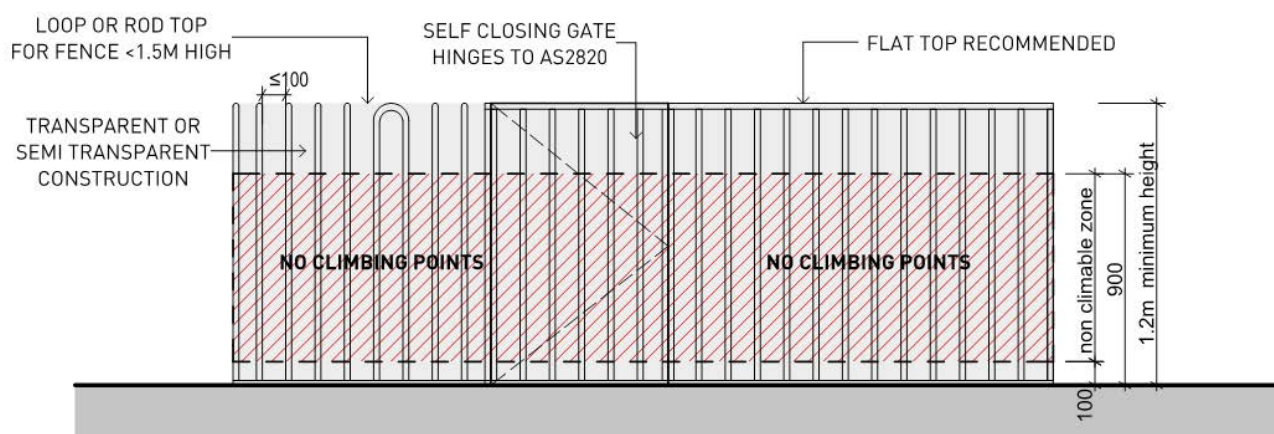 LOOP OR ROD TOP
FOR FENCE <1.5M HIGH
SELF CLOSING GATE
HINGES TO AS2820
FLAT TOP RECOMMENDED
≤100
TRANSPARENT OR
SEMI TRANSPARENT
CONSTRUCTION
NO CLIMBING POINTS
NO CLIMBING POINTS
non climable zone
900
1.2m minimum height
100